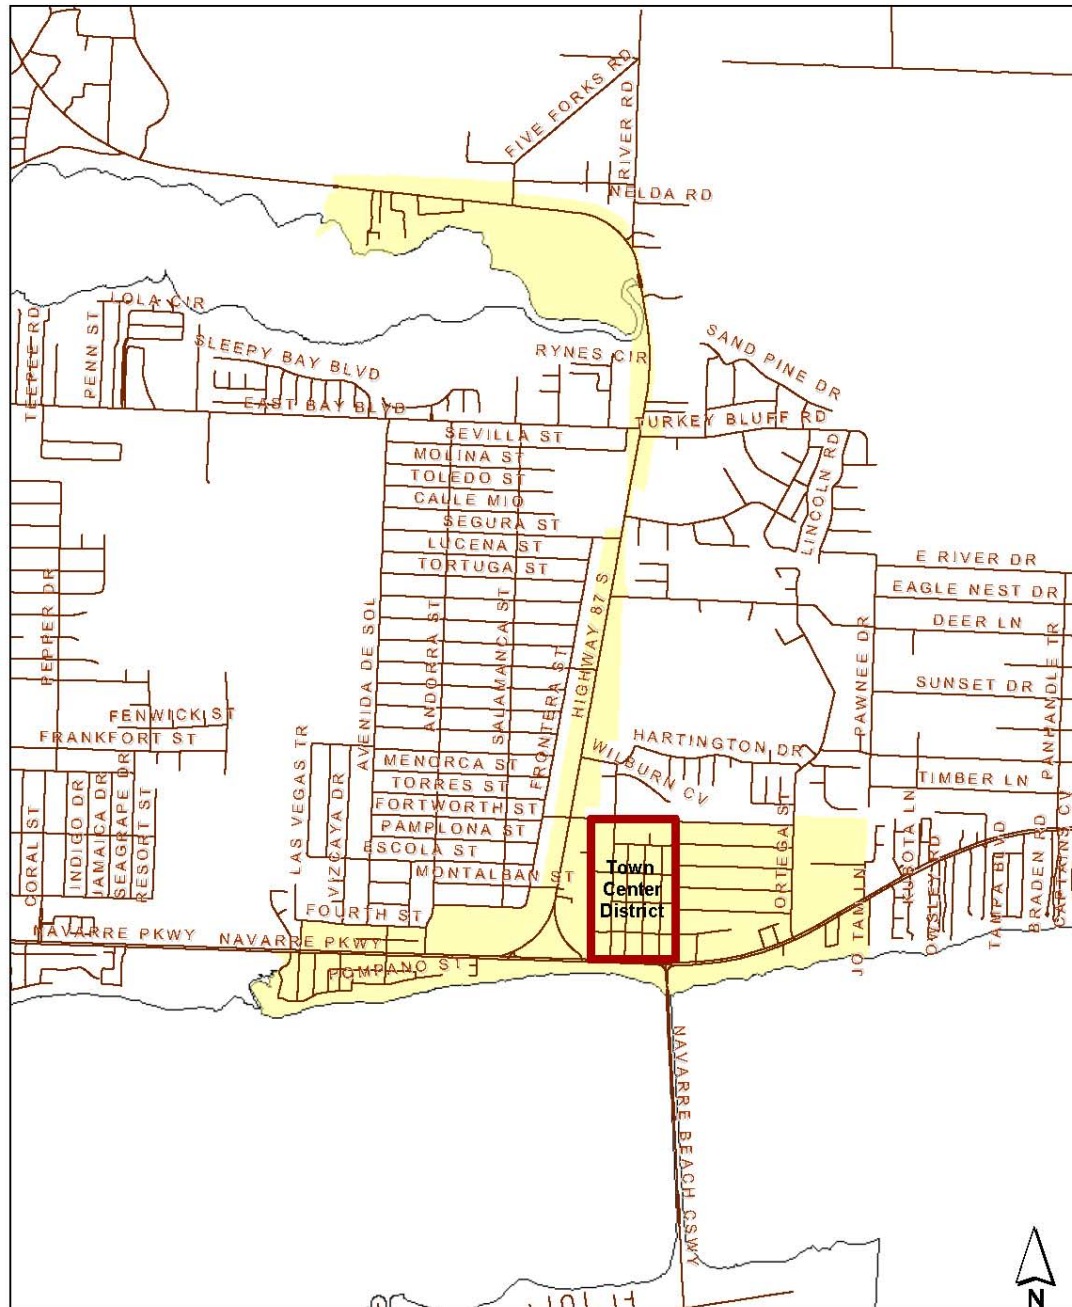 FIVE FORKS RD
RIVER RD
NELDA RD
LOLA CIR
TEEPEE RD
PENN ST
SLEEPY BAY BLVD
RYNES CIR
SAND PINE DR
EAST BAY BLVD
TURKEY BLUFF RD
SEVILLA ST
MOLINA ST
TOLEDO ST
CALLE MIO
SEGURA ST
LINCOLN RD
LUCENA ST
TORTUGA ST
E RIVER DR
EAGLE NEST DR
DEER LN
PEPPER DR
AVENIDA DE SOL
ANDORRA ST
SALAMANCA ST
FRONTERA ST
HIGHWAY 87 S
PAWNEE DR
PANHANDLE TR
SUNSET DR
FENWICK ST
FRANKFORT ST
LAS VEGAS TR
VIZCAYA DR
MENORCA ST
TORRES ST
FORTWORTH ST
PAMPLONA ST
ESCOLA ST
MONTALBAN ST
HARTINGTON DR
WILBURN CV
TIMBER LN
CORAL ST
INDIGO DR
JAMAICA DR
SEAGRAPE DR
RESORT ST
Town
Center
District
ORTEGA ST
JO TAM LN
KUBOTA LN
OWSLEY RD
TAMPA BLVD
BRADEN RD
CAPTAINS CV
FOURTH ST
NAVARRE PKWY
NAVARRE PKWY
POMPANO ST
NAVARRE BEACH CSWY
N